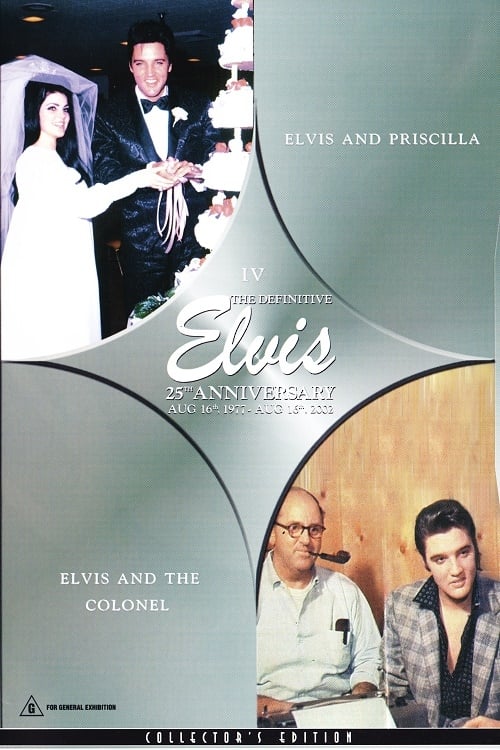 ELVIS AND PRISCILLA
IV
THE DEFINITIVE
Elvis
25TH ANNIVERSARY
AUG 16th, 1977 - AUG 16th, 2002
ELVIS AND THE
COLONEL
G FOR GENERAL EXHIBITION
COLLECTOR'S EDITION